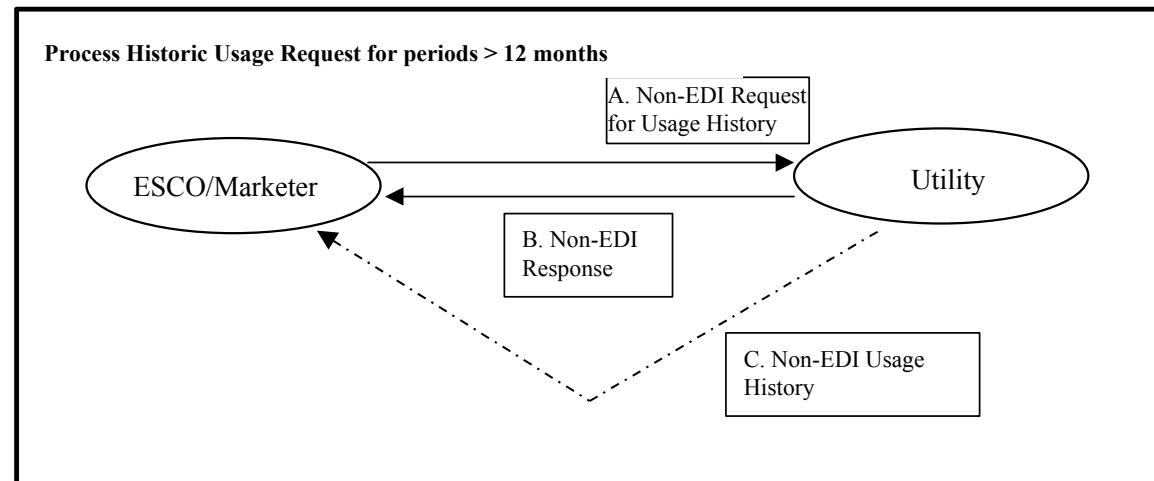 Process Historic Usage Request for periods > 12 months
A. Non-EDI Request
for Usage History
ESCO/Marketer
Utility
B. Non-EDI
Response
C. Non-EDI Usage
History